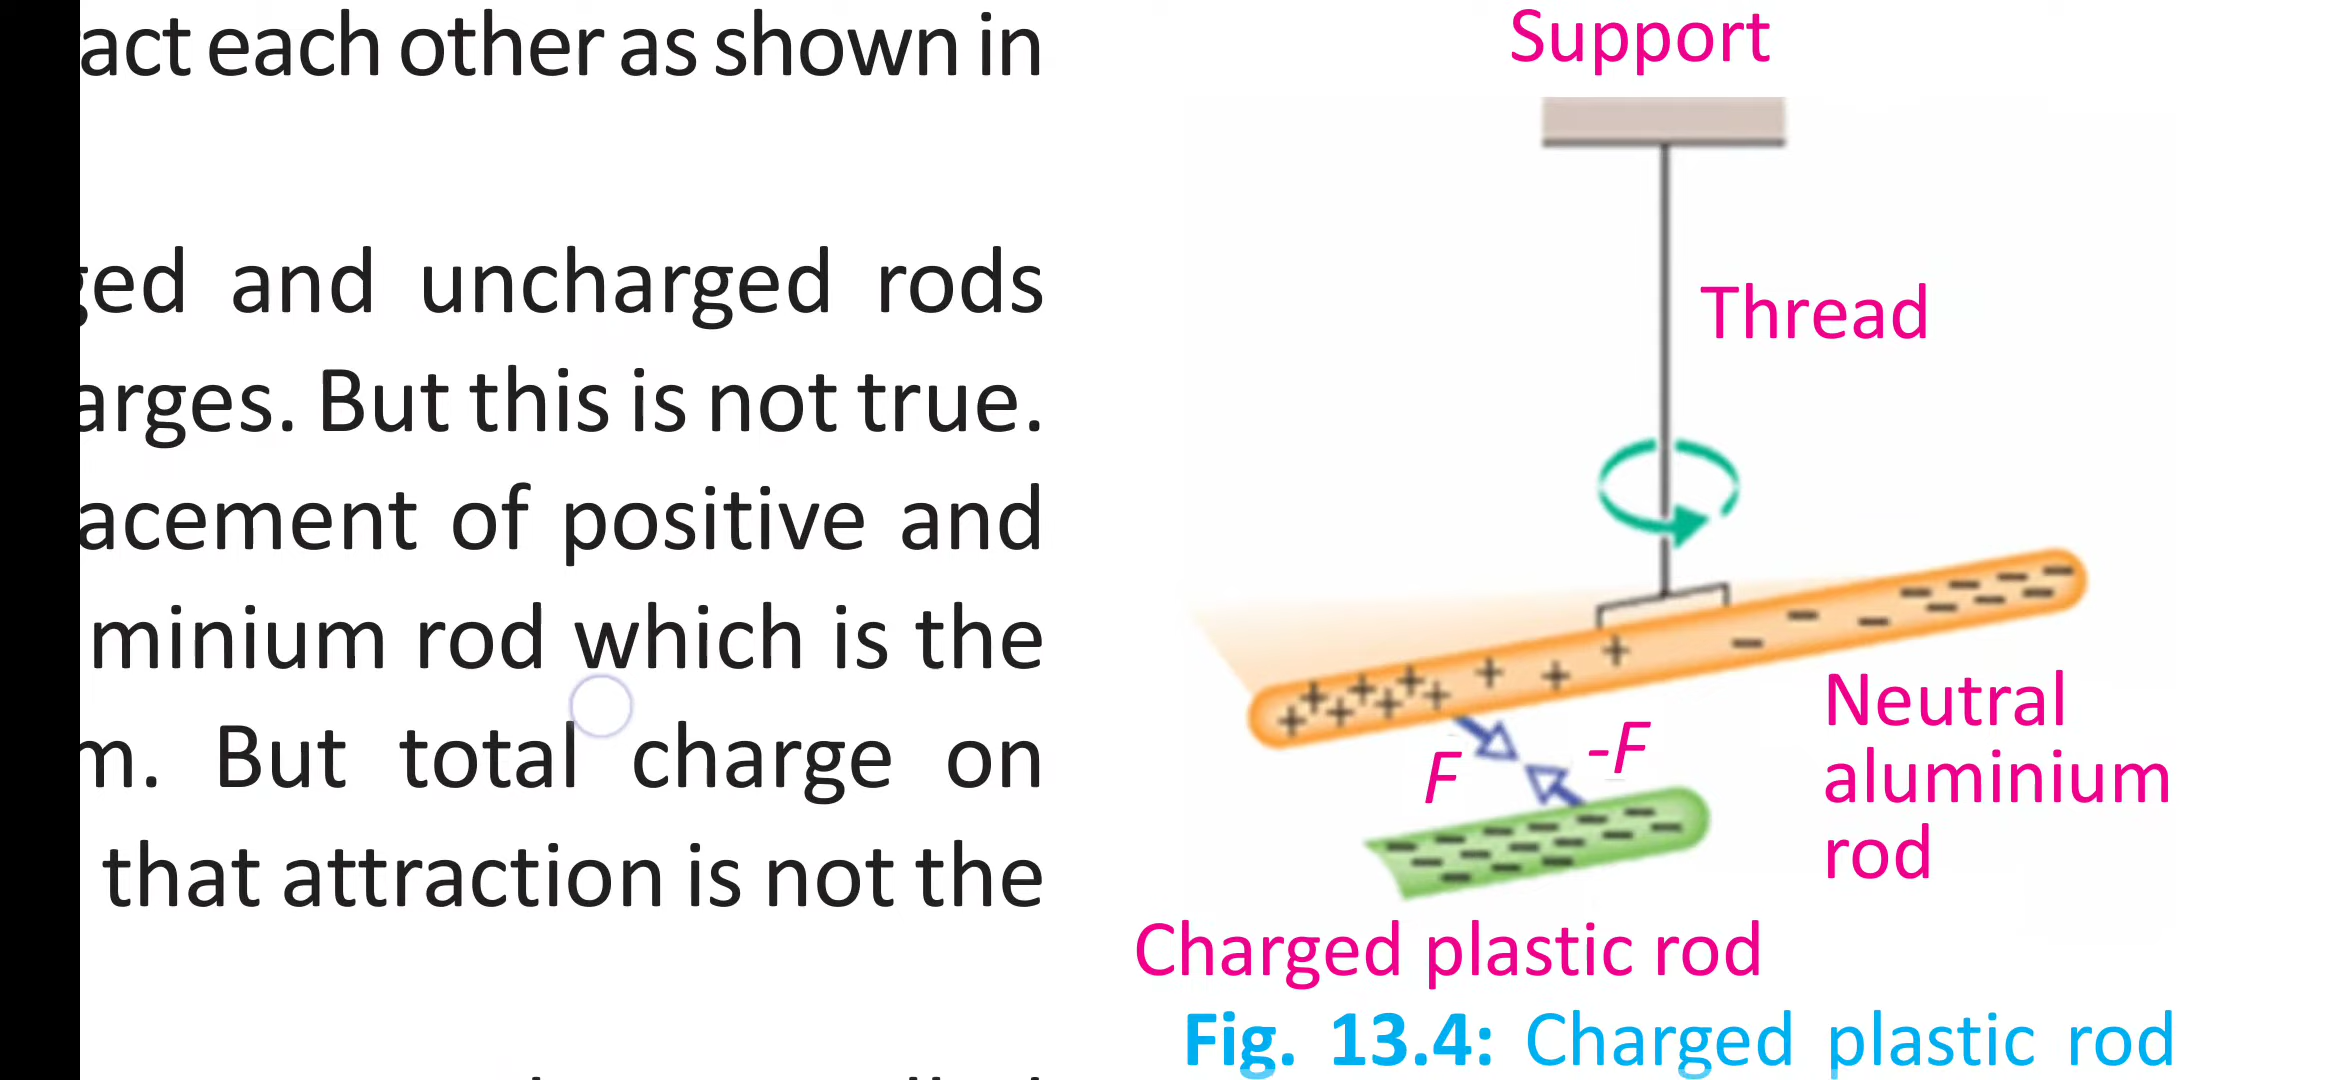 act each other as shown in
ged and uncharged rods
arges. But this is not true.
acement of positive and
minium rod which is the
m. But total charge on
that attraction is not the
Support
Thread
F
-F
Neutral
aluminium
rod
Charged plastic rod
Fig. 13.4: Charged plastic rod